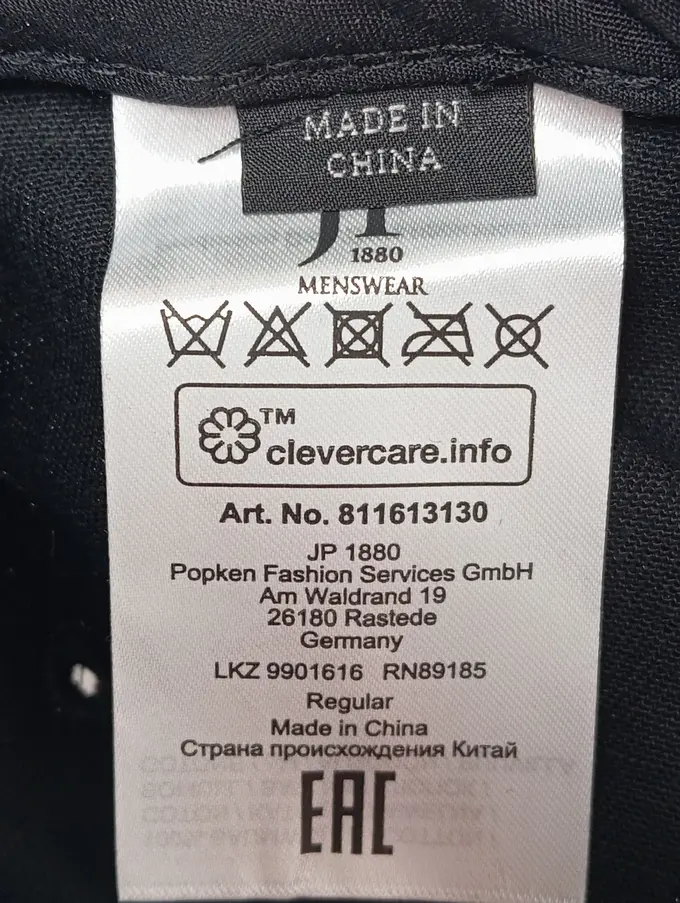 MADE IN
CHINA
1880
MENSWEAR
TM
clevercare.info
Art. No. 811613130
JP 1880
Popken Fashion Services GmbH
Am Waldrand 19
26180 Rastede
Germany
LKZ 9901616 RN89185
Regular
Made in China
Страна происхождения Китай
EAC